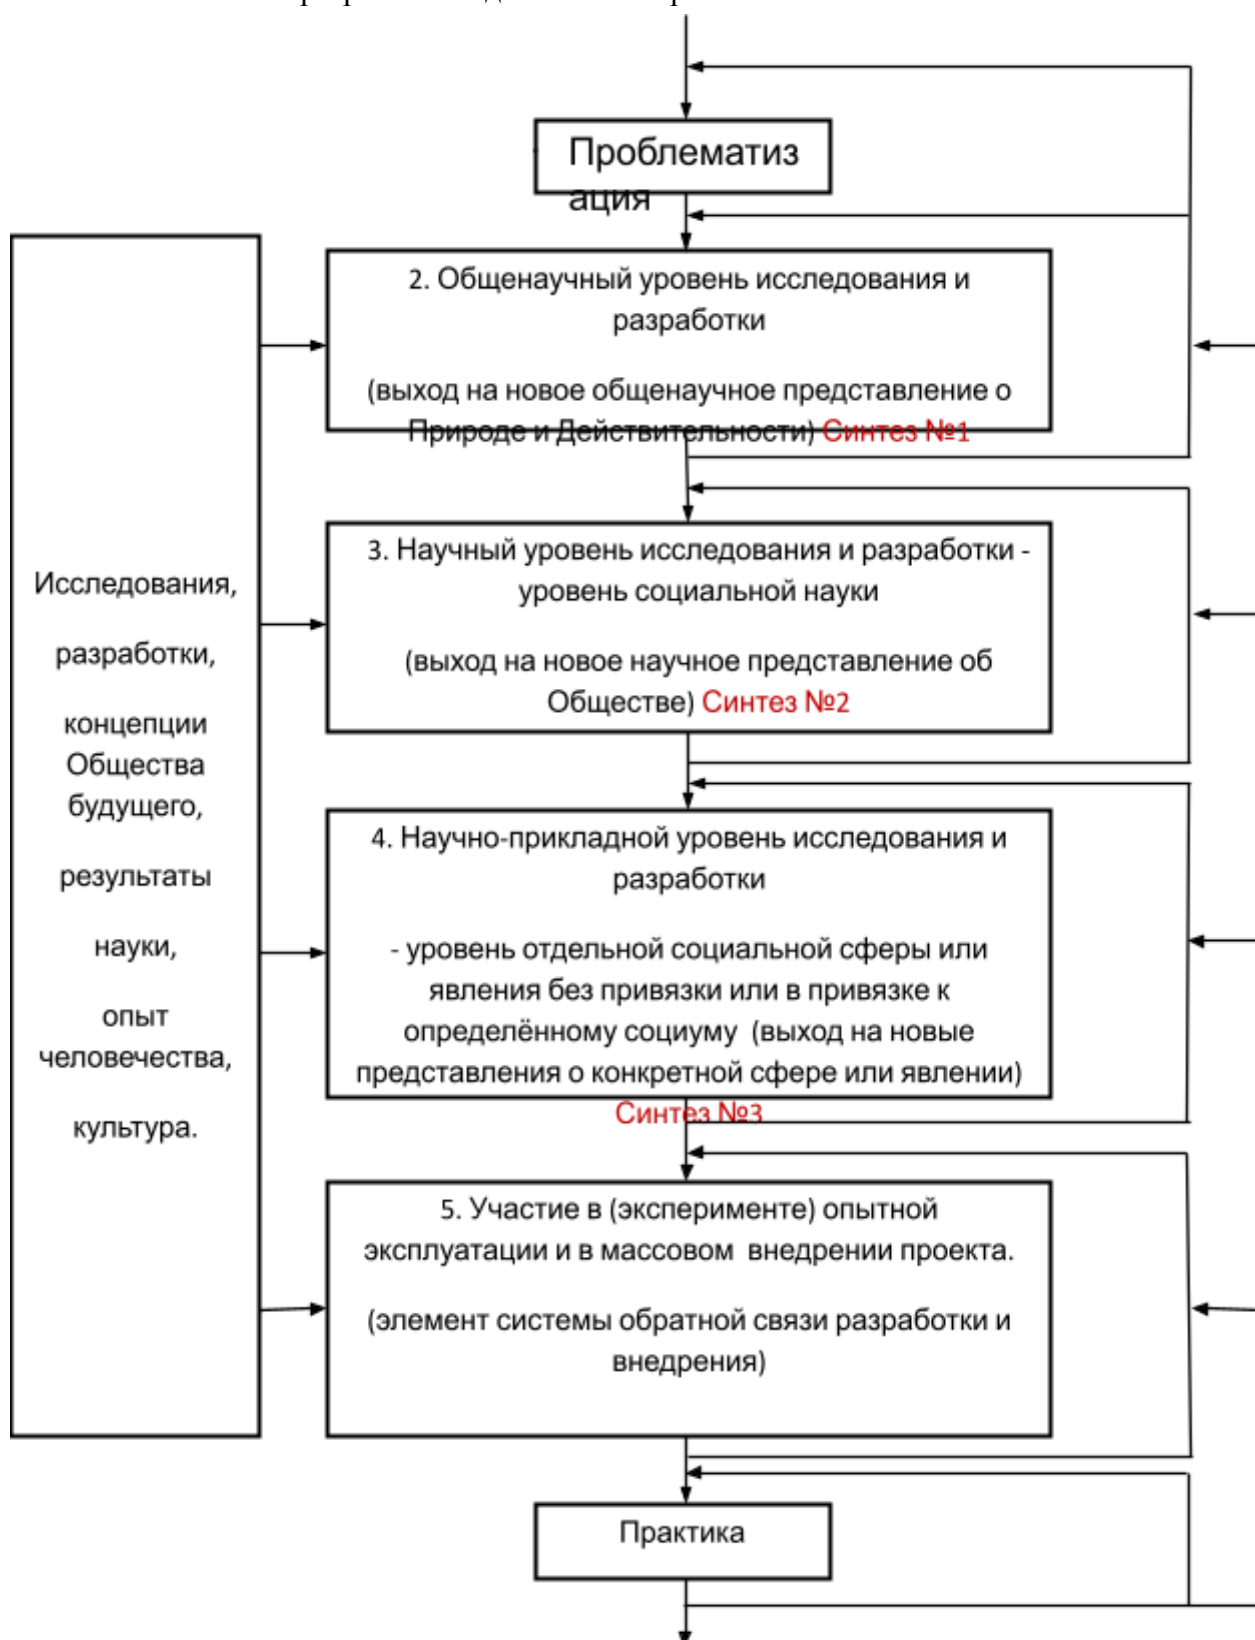 Проблематиз
ация
2. Общенаучный уровень исследования и
разработки
(выход на новое общенаучное представление о
Природе и Действительности) Синтез №1
3. Научный уровень исследования и разработки -
уровень социальной науки
(выход на новое научное представление об
Обществе) Синтез №2
Исследования,
разработки,
концепции
Общества
будущего,
результаты
науки,
опыт
человечества,
культура.
4. Научно-прикладной уровень исследования и
разработки
- уровень отдельной социальной сферы или
явления без привязки или в привязке к
определённому социуму (выход на новые
представления о конкретной сфере или явлении)
Синтез №3
5. Участие в (эксперименте) опытной
эксплуатации и в массовом внедрении проекта.
(элемент системы обратной связи разработки и
внедрения)
Практика